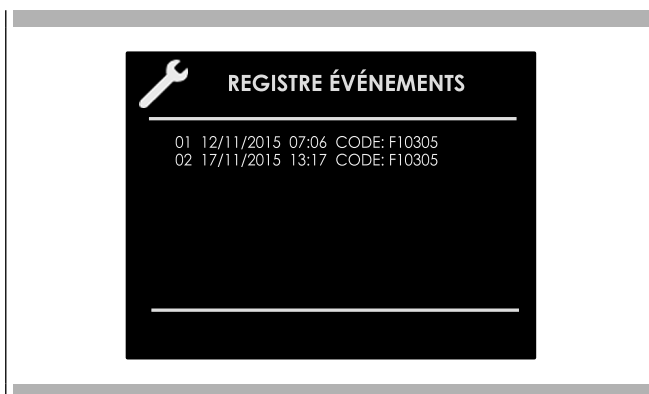 REGISTRE ÉVÉNEMENTS
01 12/11/2015 07:06 CODE: F10305
02 17/11/2015 13:17 CODE: F10305